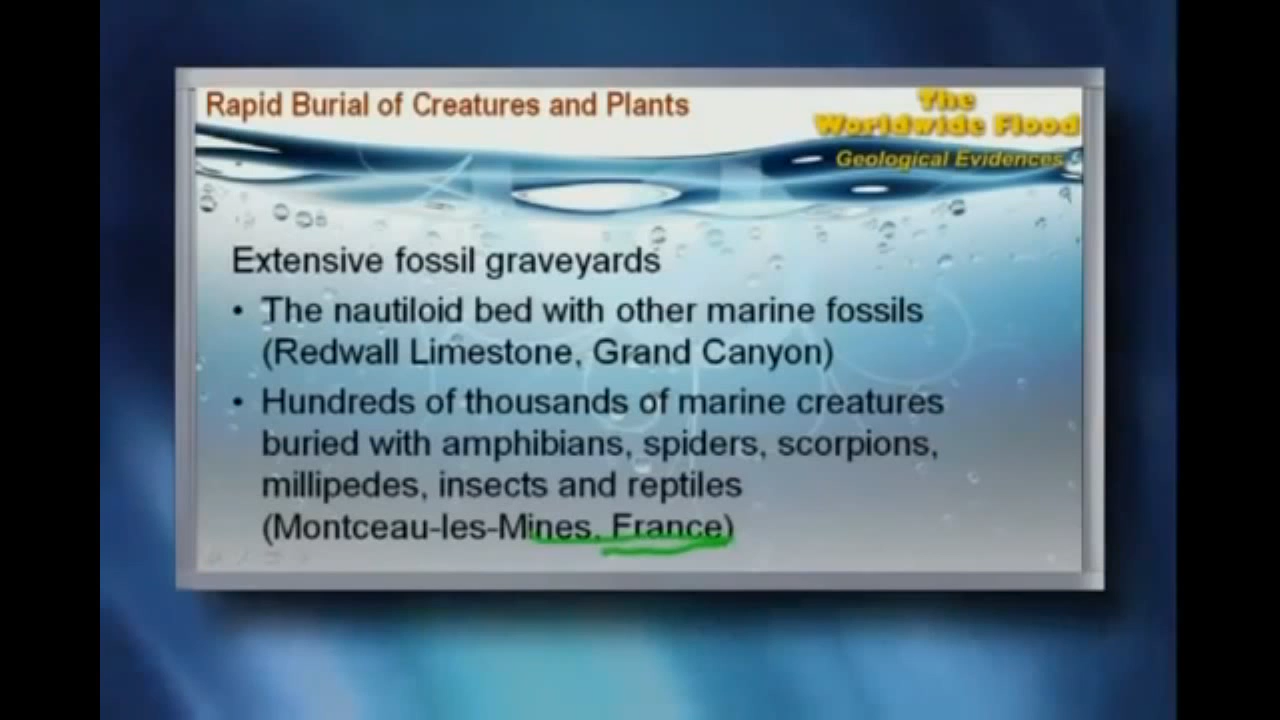 Rapid Burial of Creatures and Plants
The
Worldwide Flood
Geological Evidences
Extensive fossil graveyards
• The nautiloid bed with other marine fossils
(Redwall Limestone, Grand Canyon)
• Hundreds of thousands of marine creatures
buried with amphibians, spiders, scorpions,
millipedes, insects and reptiles
(Montceau-les-Mines, France)